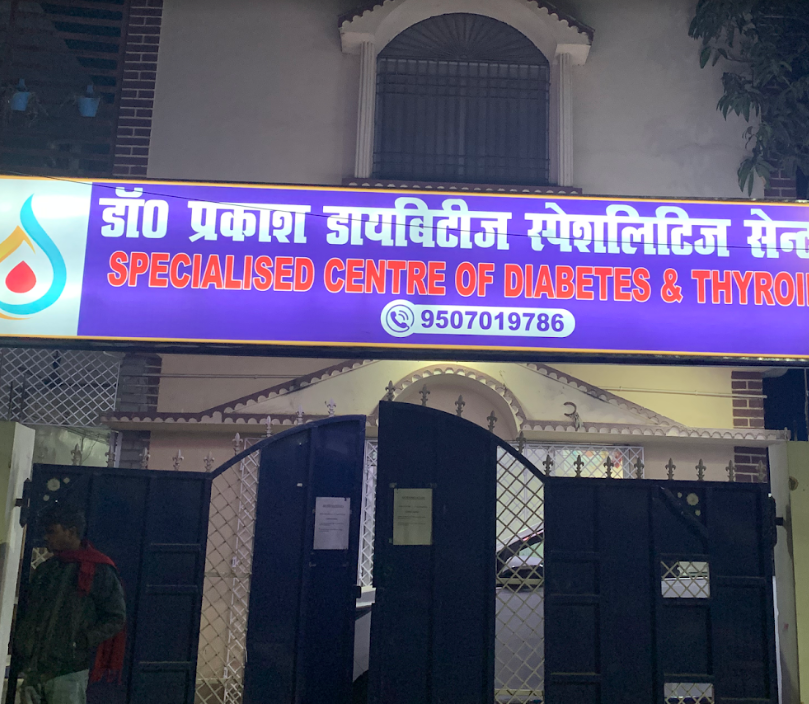 डॉ0 प्रकाश डायबिटीज स्पेशलिटिज
SPECIALISED CENTRE OF DIABETES &
9507019786